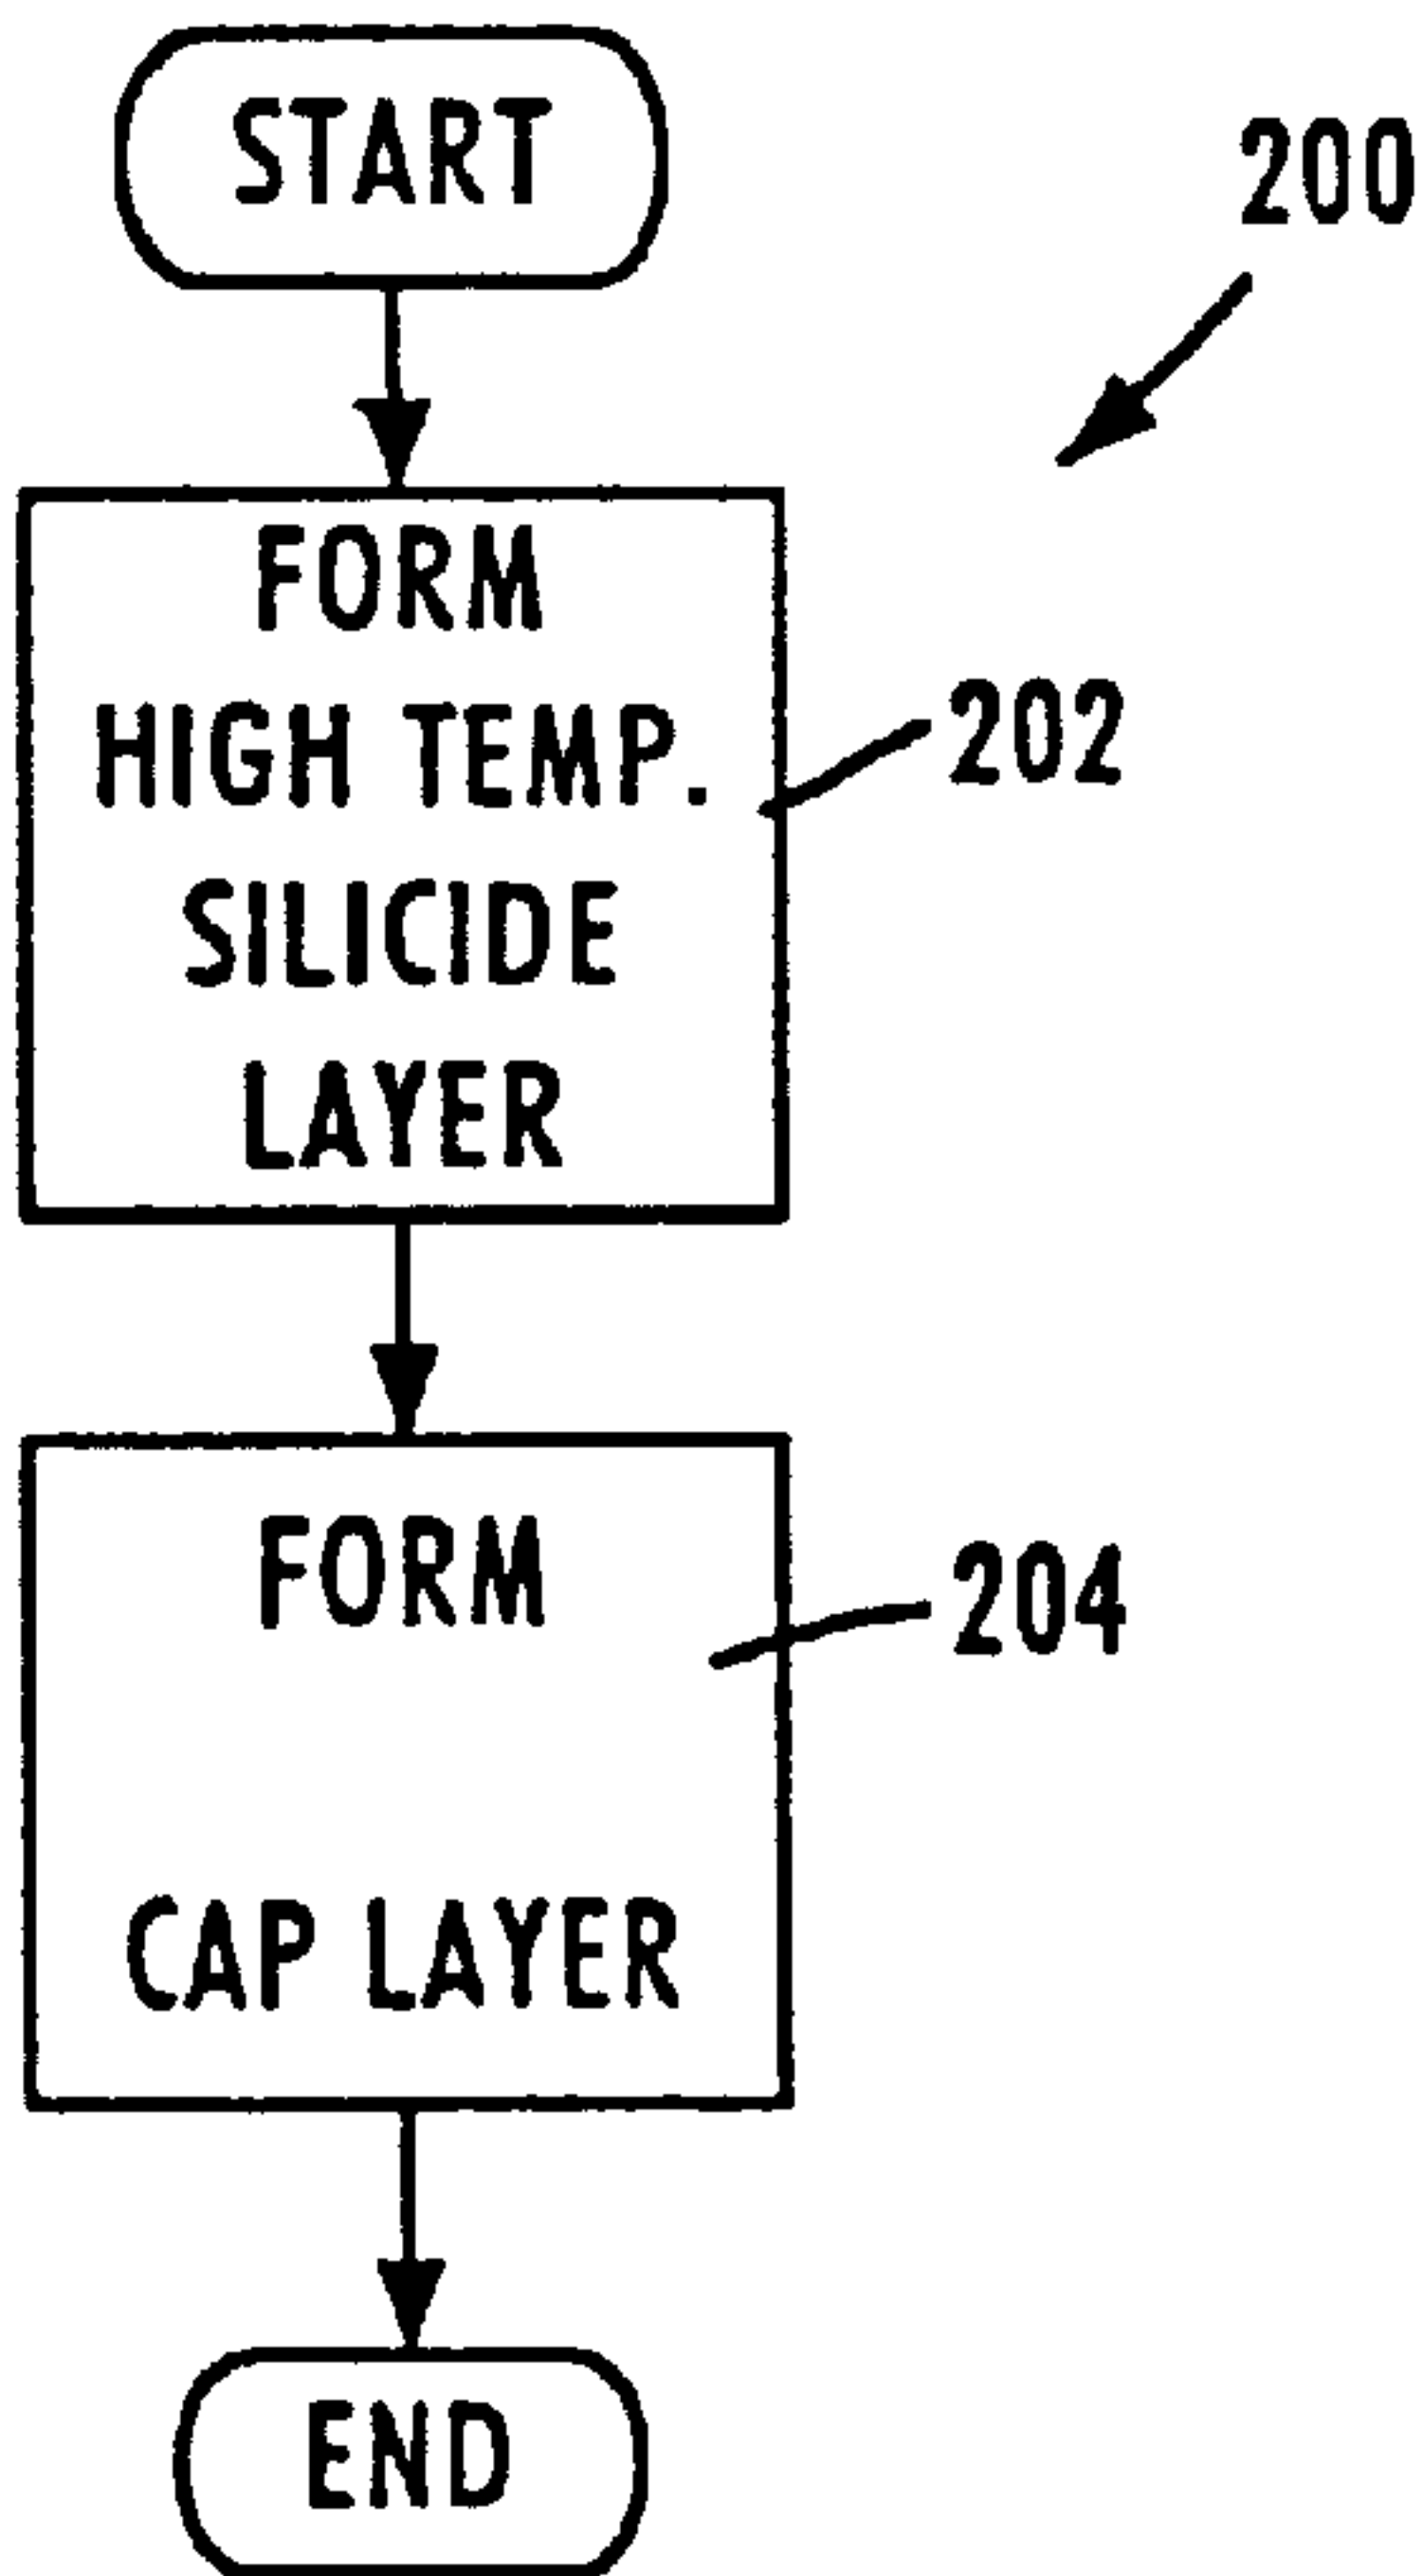 START
200
FORM
HIGH TEMP.
SILICIDE
LAYER
202
FORM
CAP LAYER
204
END